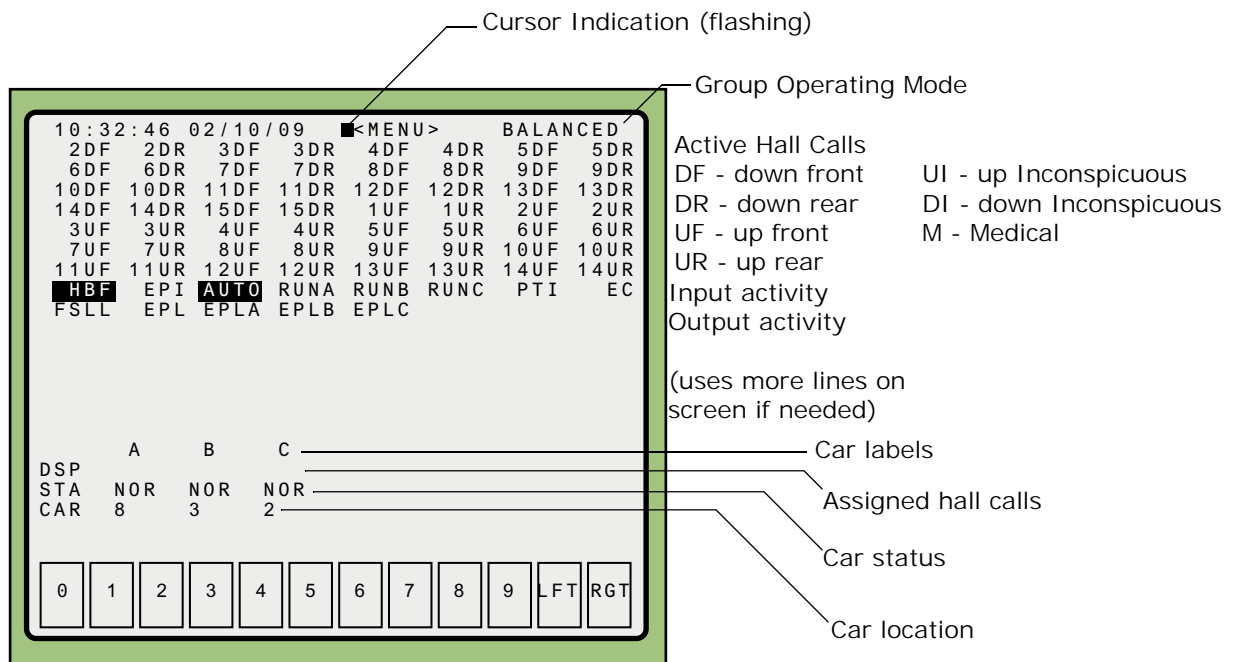 Cursor Indication (flashing)
Group Operating Mode
10:32:46 02/10/09 <MENU> BALANCED
2DF 2DR 3DF 3DR 4DF 4DR 5DF 5DR
6DF 6DR 7DF 7DR 8DF 8DR 9DF 9DR
10DF 10DR 11DF 11DR 12DF 12DR 13DF 13DR
14DF 14DR 15DF 15DR 1UF 1UR 2UF 2UR
3UF 3UR 4UF 4UR 5UF 5UR 6UF 6UR
7UF 7UR 8UF 8UR 9UF 9UR 10UF 10UR
11UF 11UR 12UF 12UR 13UF 13UR 14UF 14UR
HBF EPI AUTO RUNA RUNB RUNC PTI EC
FSLL EPL EPLA EPLB EPLC
Active Hall Calls
DF - down front UI - up Inconspicuous
DR - down rear DI - down Inconspicuous
UF - up front M - Medical
UR - up rear
Input activity
Output activity
(uses more lines on
screen if needed)
A B C
DSP
STA NOR NOR NOR
CAR 8 3 2
Car labels
Assigned hall calls
Car status
Car location
0 1 2 3 4 5 6 7 8 9 LFT RGT